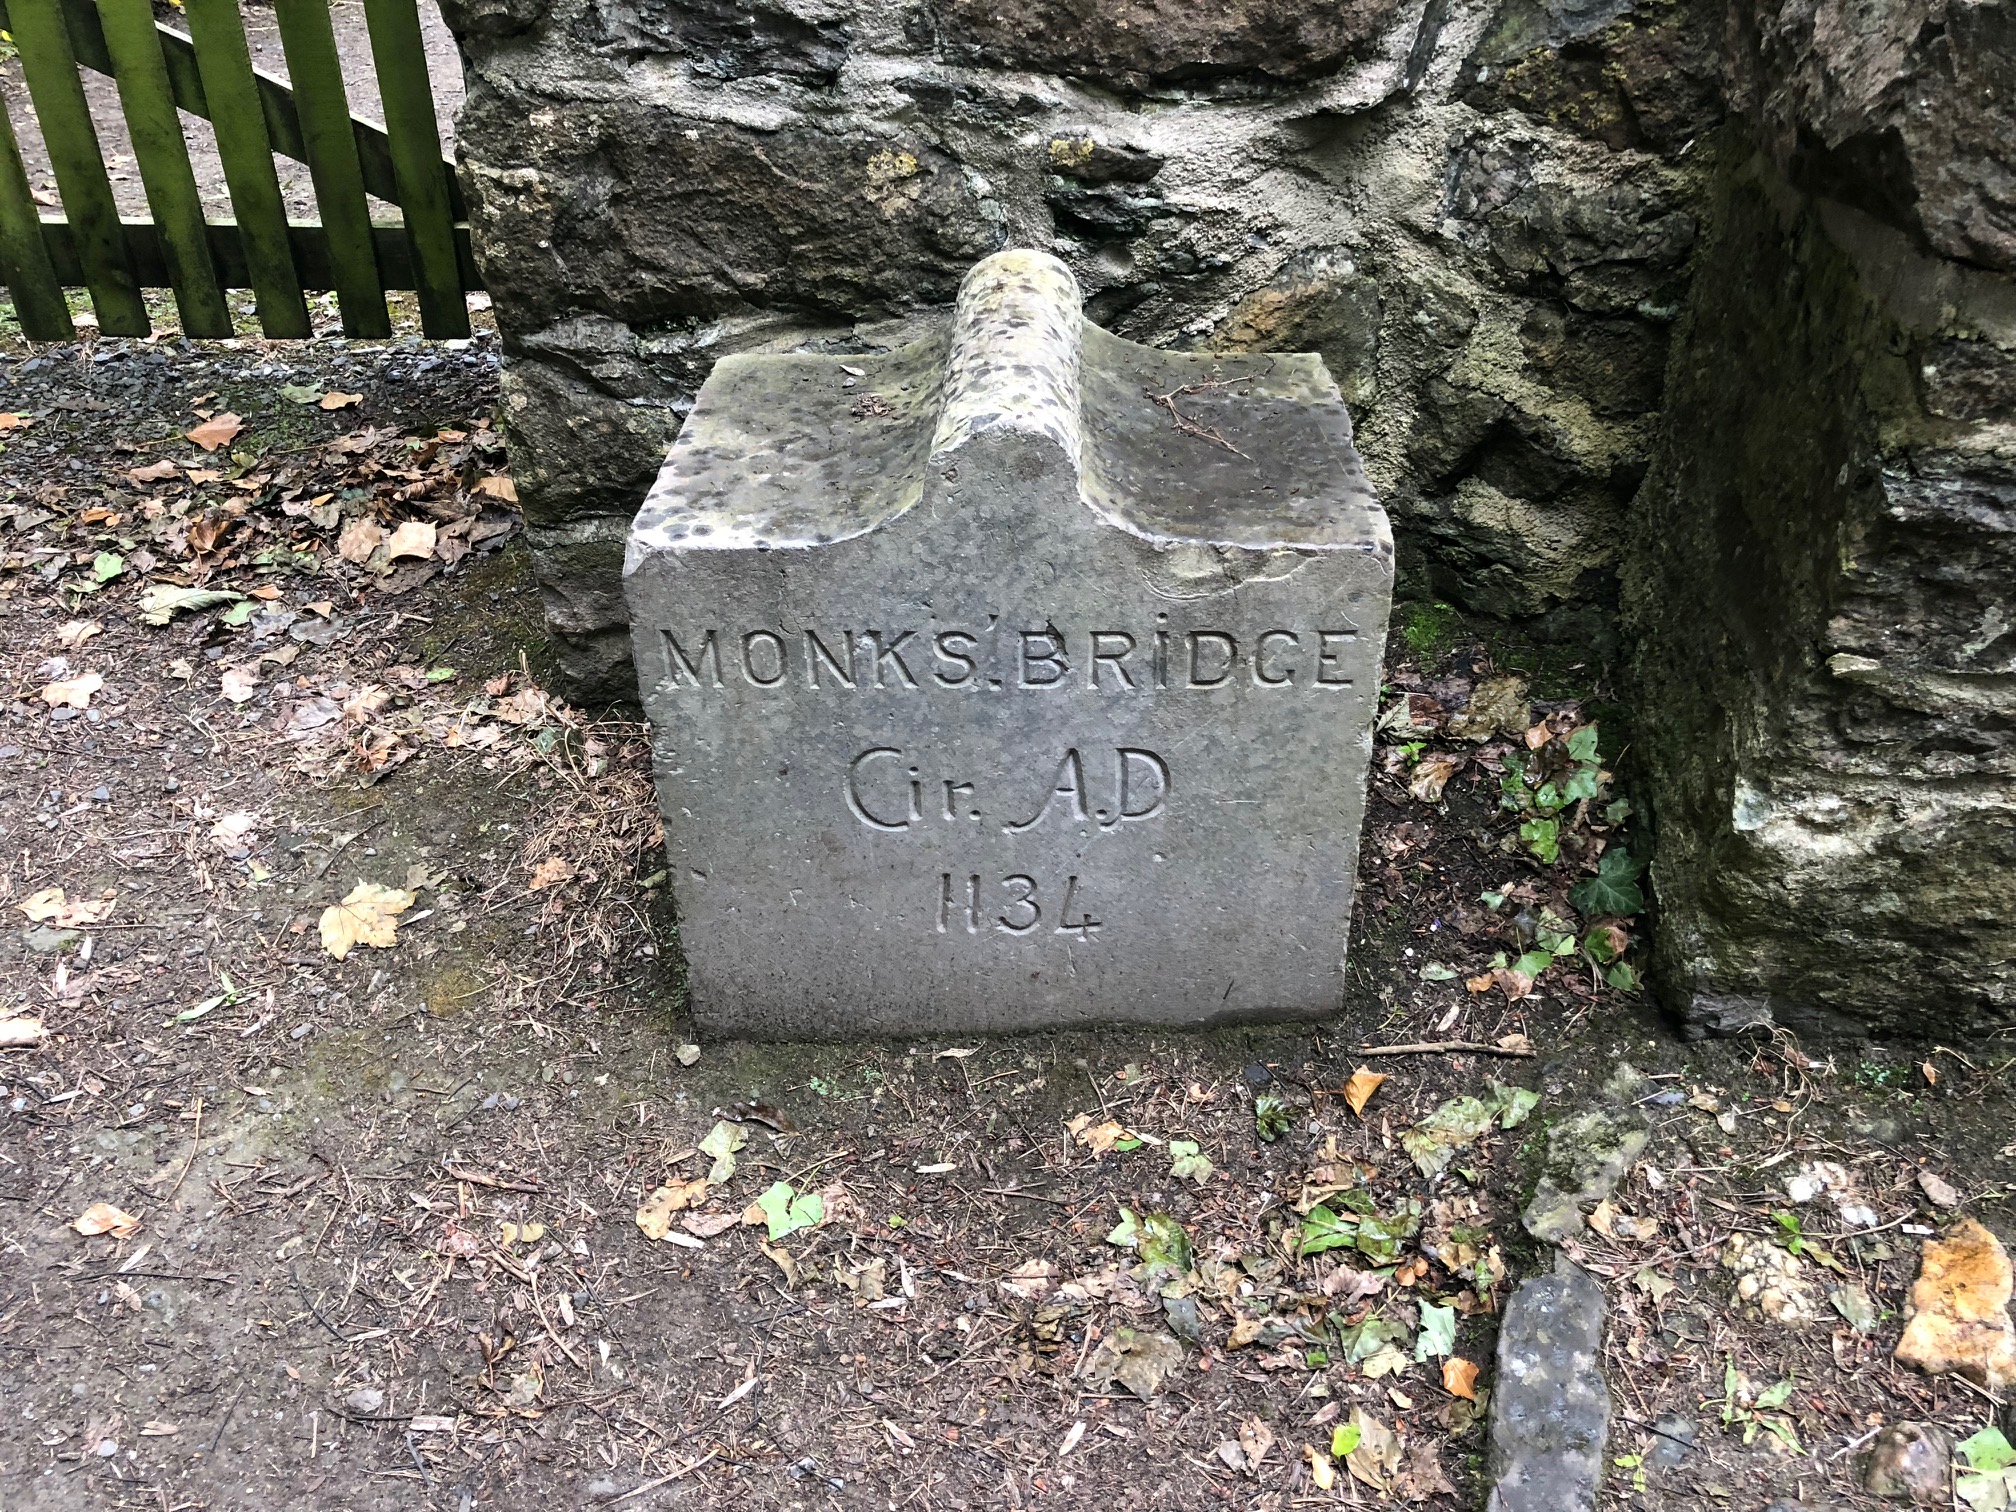 MONKS' BRIDGE
Cir. A.D
1134